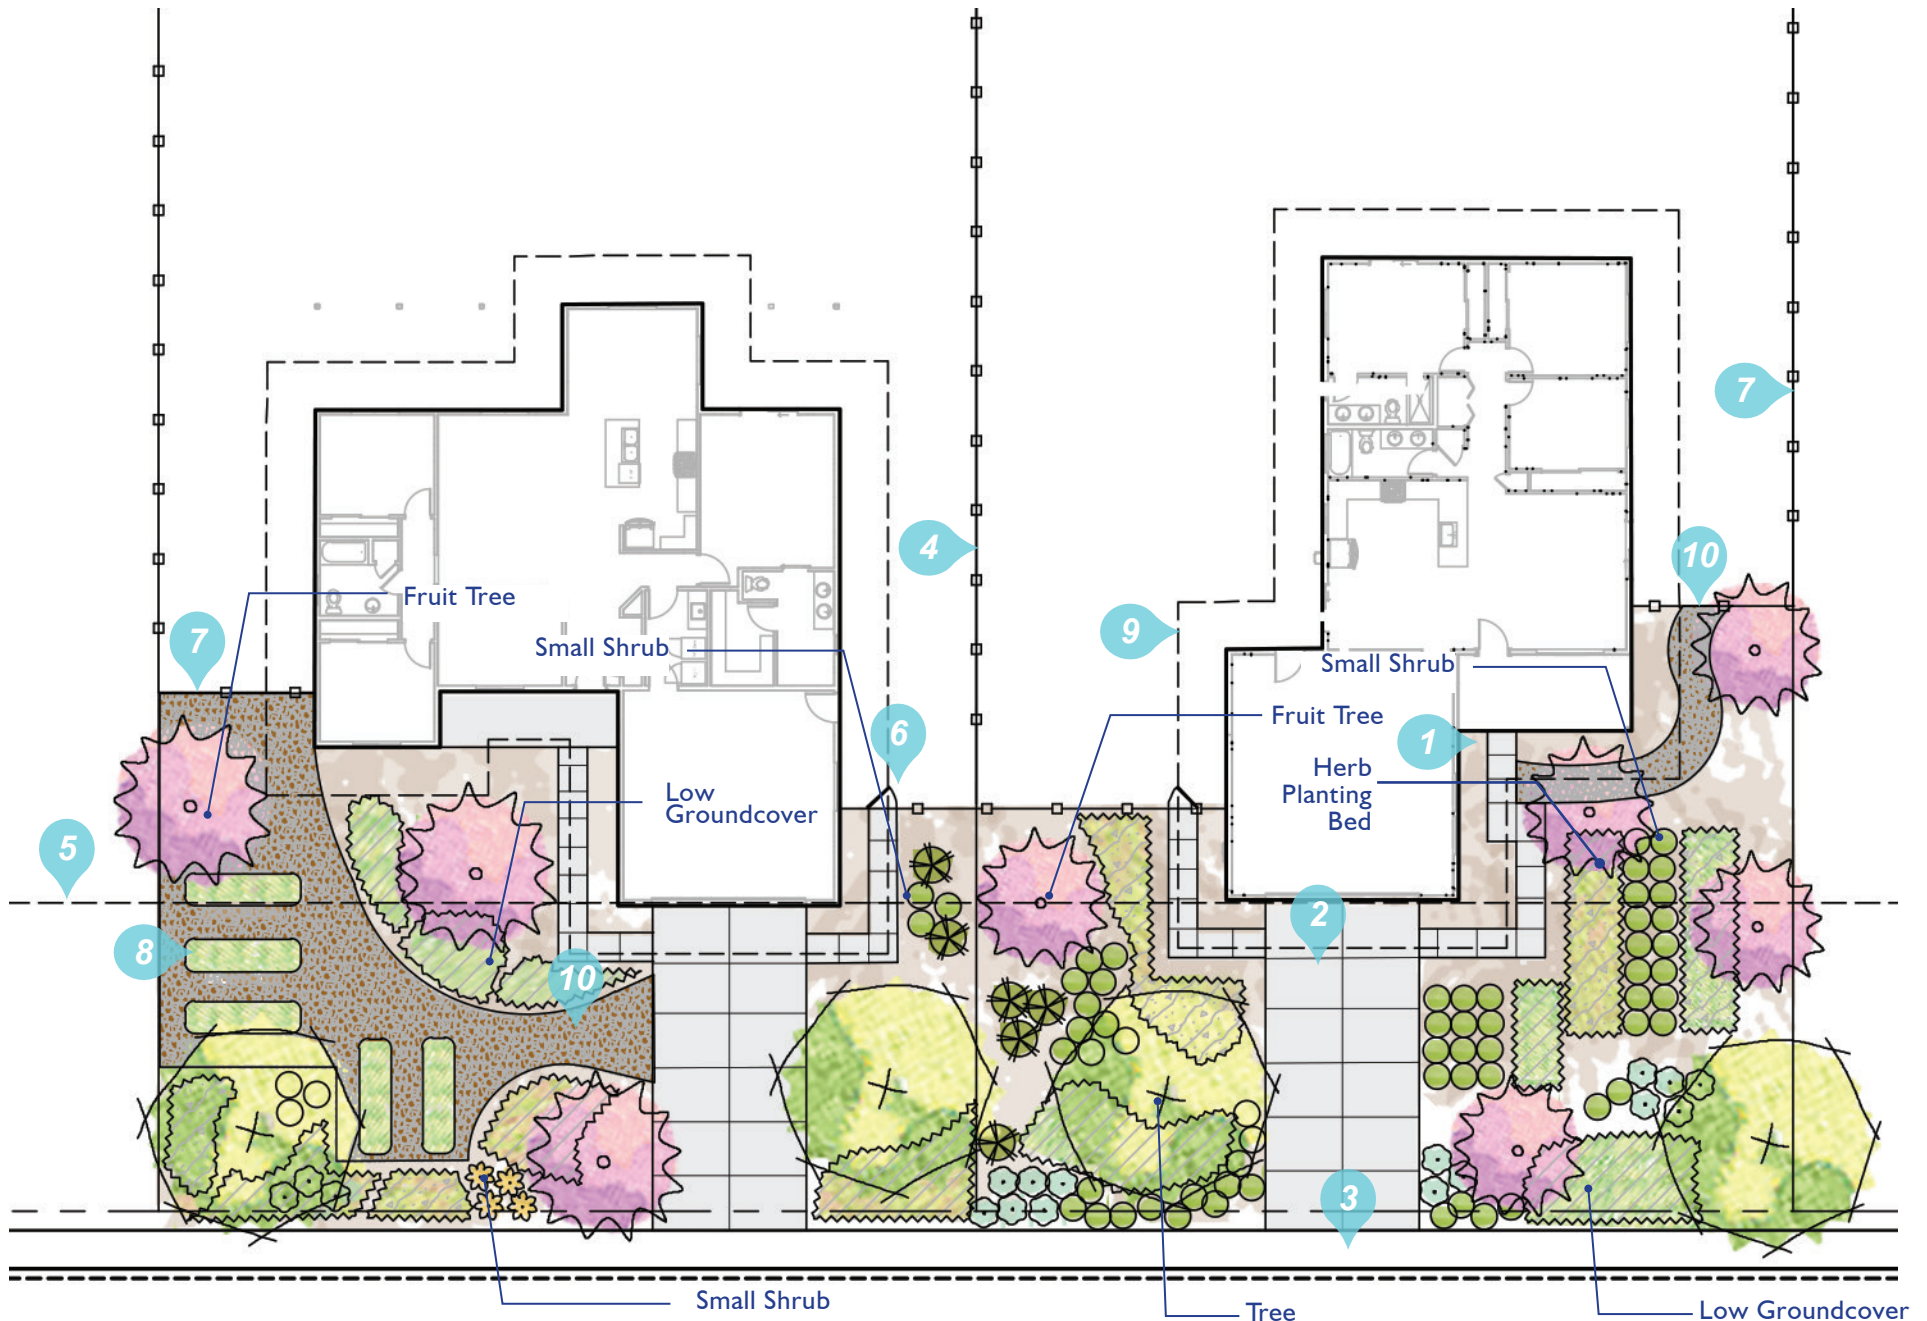 7
4
10
9
Fruit Tree
7
Small Shrub
Small Shrub
6
Fruit Tree
1
Herb
Planting
Bed
Low
Groundcover
5
2
8
10
3
Small Shrub
Tree
Low Groundcover